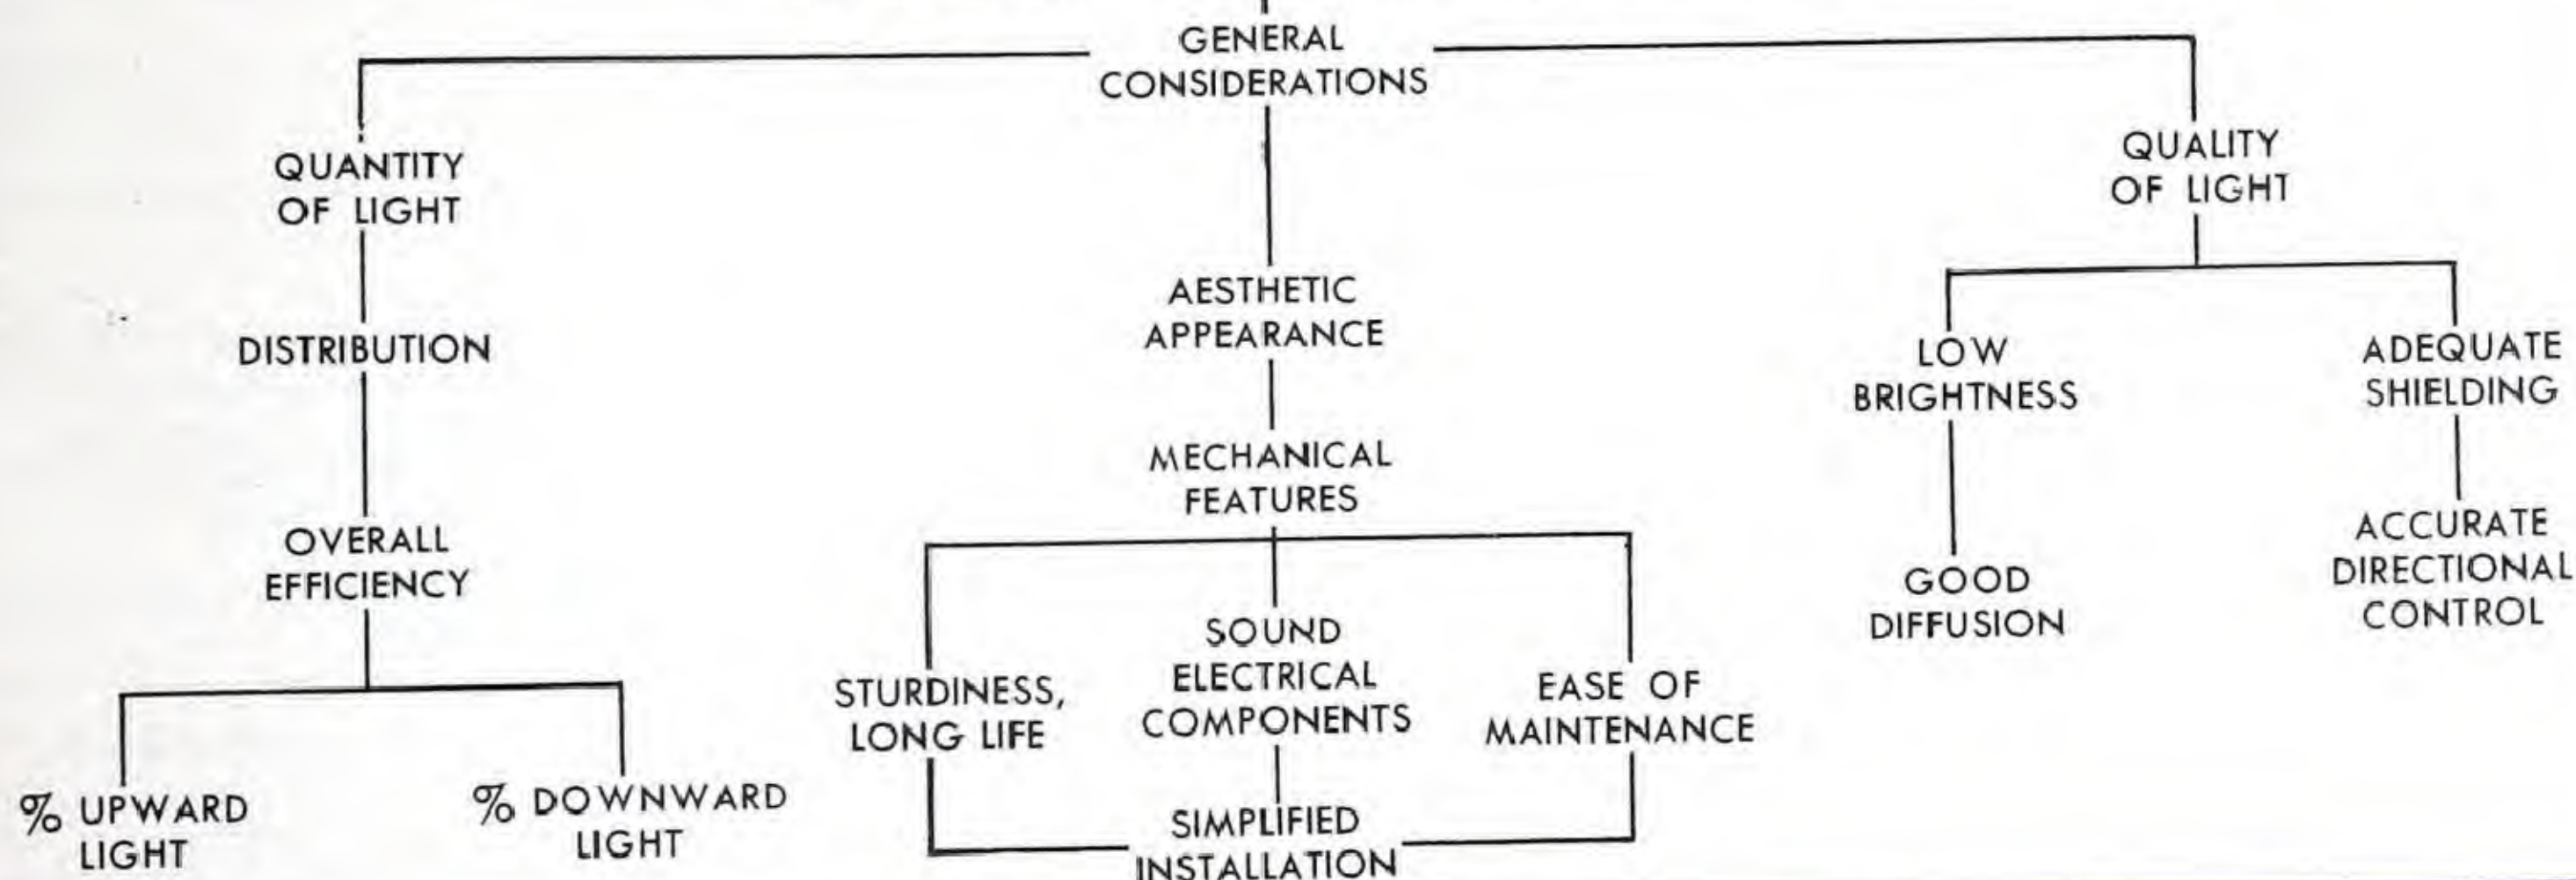 GENERAL
CONSIDERATIONS
QUANTITY
OF LIGHT
DISTRIBUTION
OVERALL
EFFICIENCY
% UPWARD
LIGHT
% DOWNWARD
LIGHT
AESTHETIC
APPEARANCE
MECHANICAL
FEATURES
STURDINESS,
LONG LIFE
SOUND
ELECTRICAL
COMPONENTS
EASE OF
MAINTENANCE
SIMPLIFIED
INSTALLATION
QUALITY
OF LIGHT
LOW
BRIGHTNESS
GOOD
DIFFUSION
ADEQUATE
SHIELDING
ACCURATE
DIRECTIONAL
CONTROL